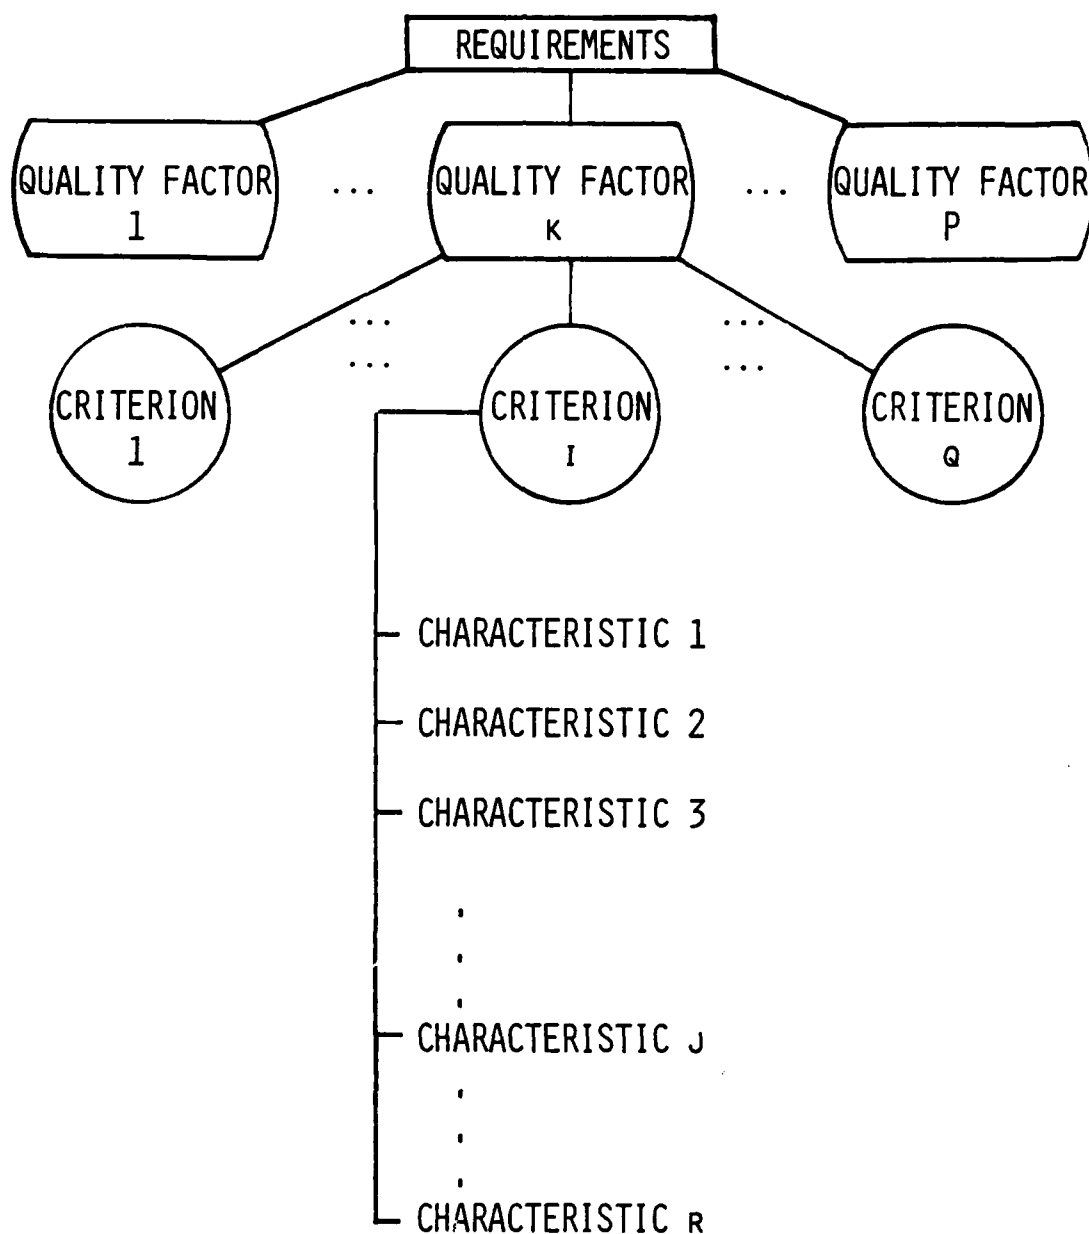 REQUIREMENTS
QUALITY FACTOR
1
...
QUALITY FACTOR
K
...
QUALITY FACTOR
P
...
...
...
...
CRITERION
1
CRITERION
I
CRITERION
Q
CHARACTERISTIC 1
CHARACTERISTIC 2
CHARACTERISTIC 3
.
.
.
CHARACTERISTIC J
.
.
.
CHARACTERISTIC R